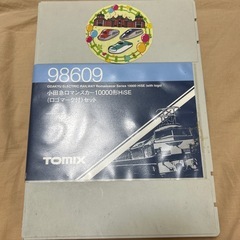 98609
ODAKYU ELECTRIC RAILWAY Romancecar Series 10000 HiSE (with logo)
小田急ロマンスカー10000形HiSE
(ロゴマーク付)セット
TOMIX